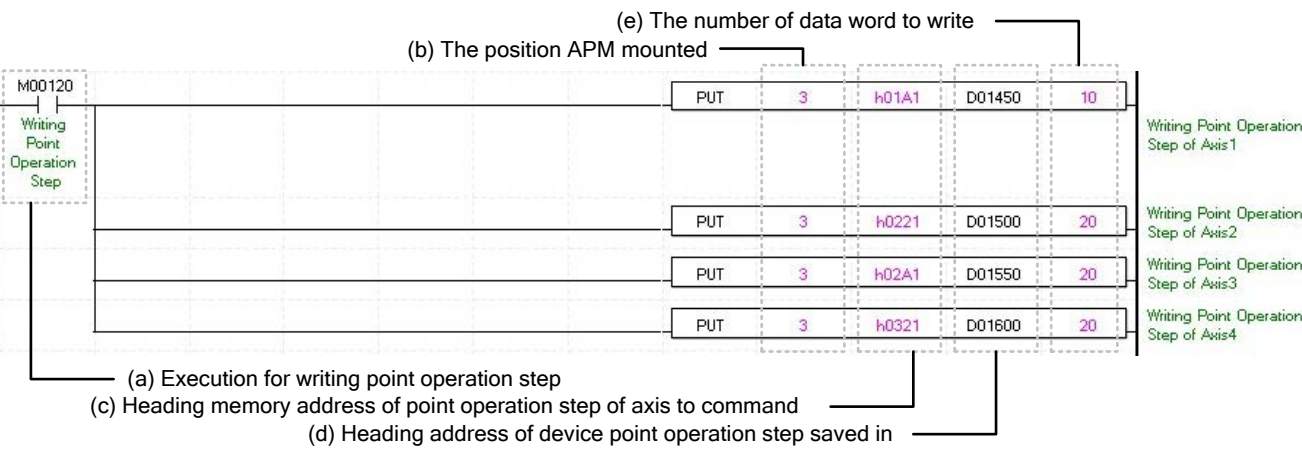 (e) The number of data word to write
(b) The position APM mounted
M00120
Writing
Point
Operation
Step
PUT 3 h01A1 D01450 10
Writing Point Operation
Step of Axis1
PUT 3 h0221 D01500 20
Writing Point Operation
Step of Axis2
PUT 3 h02A1 D01550 20
Writing Point Operation
Step of Axis3
PUT 3 h0321 D01600 20
Writing Point Operation
Step of Axis4
(a) Execution for writing point operation step
(c) Heading memory address of point operation step of axis to command
(d) Heading address of device point operation step saved in